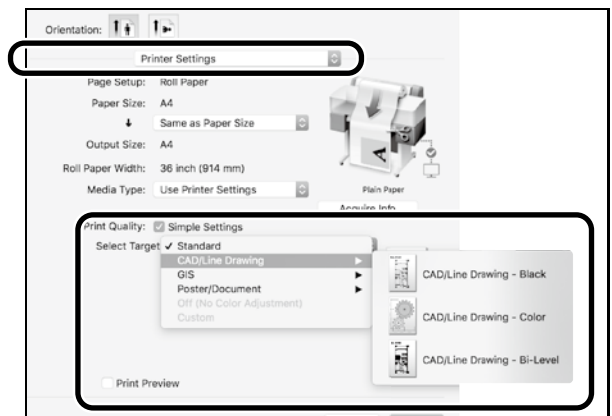 Orientation:
Printer Settings
Page Setup: Roll Paper
Paper Size: A4
Same as Paper Size
Output Size: A4
Roll Paper Width: 36 inch (914 mm)
Media Type: Use Printer Settings
Plain Paper
Acquire Info
Print Quality: Simple Settings
Select Target ✓ Standard
CAD/Line Drawing
GIS
Poster/Document
Off (No Color Adjustment)
Custom
CAD/Line Drawing - Black
CAD/Line Drawing - Color
CAD/Line Drawing - Bi-Level
Print Preview